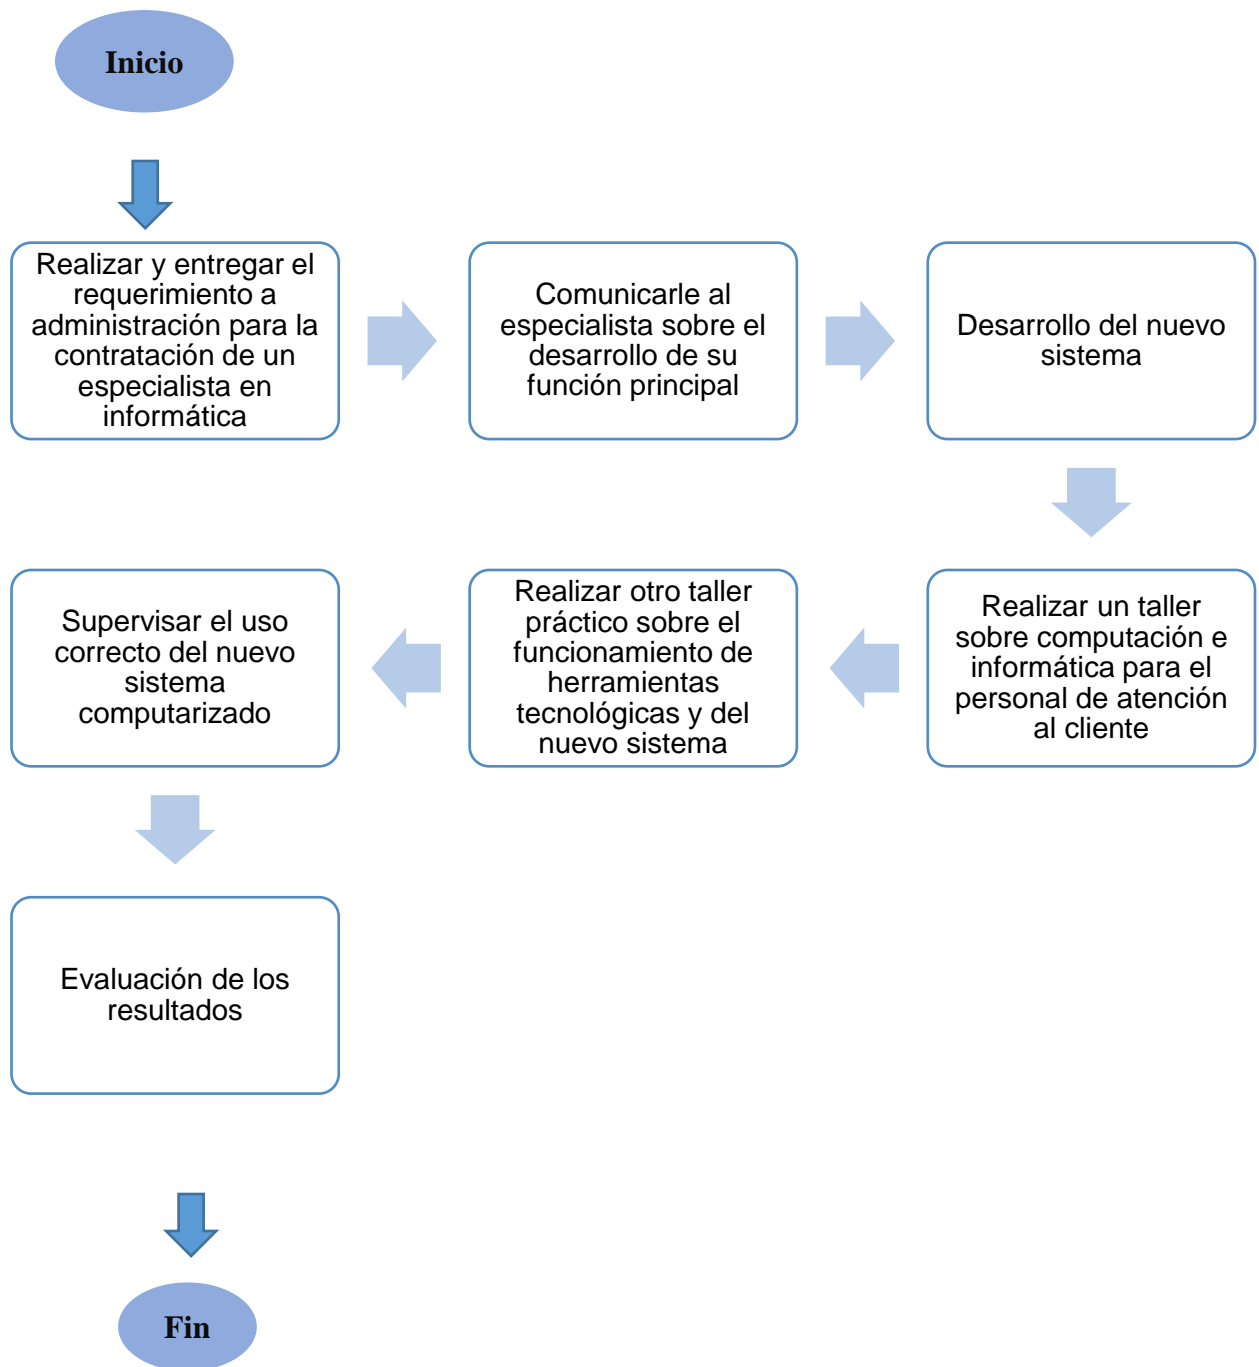 Inicio
Realizar y entregar el
requerimiento a
administración para la
contratación de un
especialista en
informática
Comunicarle al
especialista sobre el
desarrollo de su
función principal
Desarrollo del nuevo
sistema
Realizar un taller
sobre computación e
informática para el
personal de atención
al cliente
Realizar otro taller
práctico sobre el
funcionamiento de
herramientas
tecnológicas y del
nuevo sistema
Supervisar el uso
correcto del nuevo
sistema
computarizado
Evaluación de los
resultados
Fin